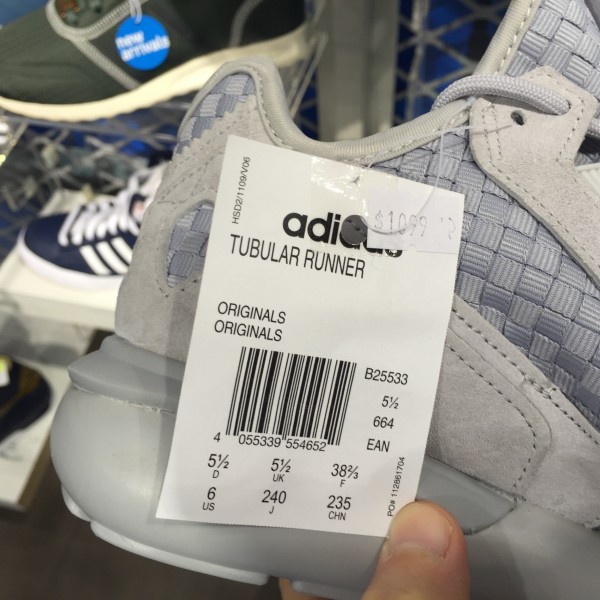 new
arrivals
HSD2/1109/V06
adidas
$1099
TUBULAR RUNNER
ORIGINALS
ORIGINALS
B25533
5½
664
EAN
4 055339 554652
5½ 5½ 38⅔
D UK F
6 240 235
US J CHN
PO# 112861704